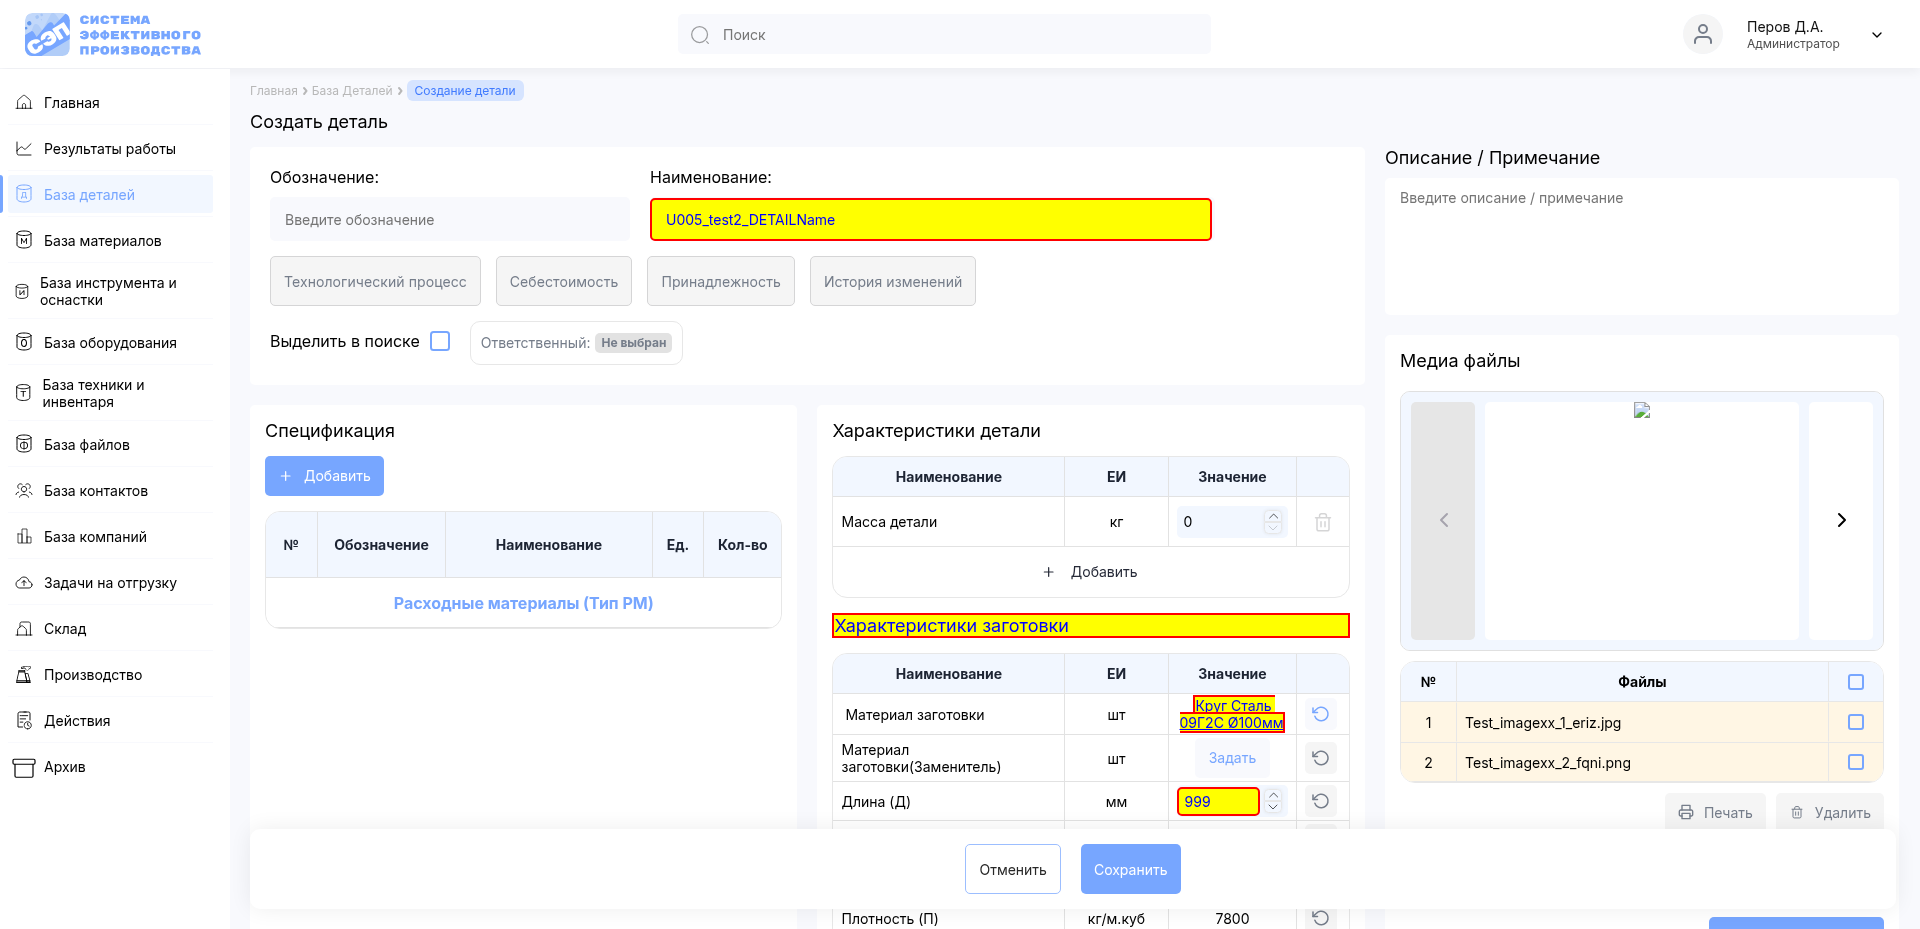 СИСТЕМА
ЭФФЕКТИВНОГО
ПРОИЗВОДСТВА
сэп
Поиск
Перов Д.А.
Администратор
Главная
Результаты работы
База деталей
База материалов
База инструмента и
оснастки
База оборудования
База техники и
инвентаря
База файлов
База контактов
База компаний
Задачи на отгрузку
Склад
Производство
Действия
Архив
Главная › База Деталей › Создание детали
Создать деталь
Обозначение:
Введите обозначение
Наименование:
U005_test2_DETAILName
Технологический процесс
Себестоимость
Принадлежность
История изменений
Выделить в поиске
Ответственный: Не выбран
Спецификация
+ Добавить
№ Обозначение Наименование Ед. Кол-во
Расходные материалы (Тип РМ)
Характеристики детали
Наименование ЕИ Значение
Масса детали кг 0
+ Добавить
Характеристики заготовки
Наименование ЕИ Значение
Материал заготовки шт Круг Сталь
09Г2С Ø100мм
Материал
заготовки(Заменитель) шт Задать
Длина (Д) мм 999
Плотность (П) кг/м.куб 7800
Отменить
Сохранить
Описание / Примечание
Введите описание / примечание
Медиа файлы
№ Файлы
1 Test_imagexx_1_eriz.jpg
2 Test_imagexx_2_fqni.png
Печать
Удалить